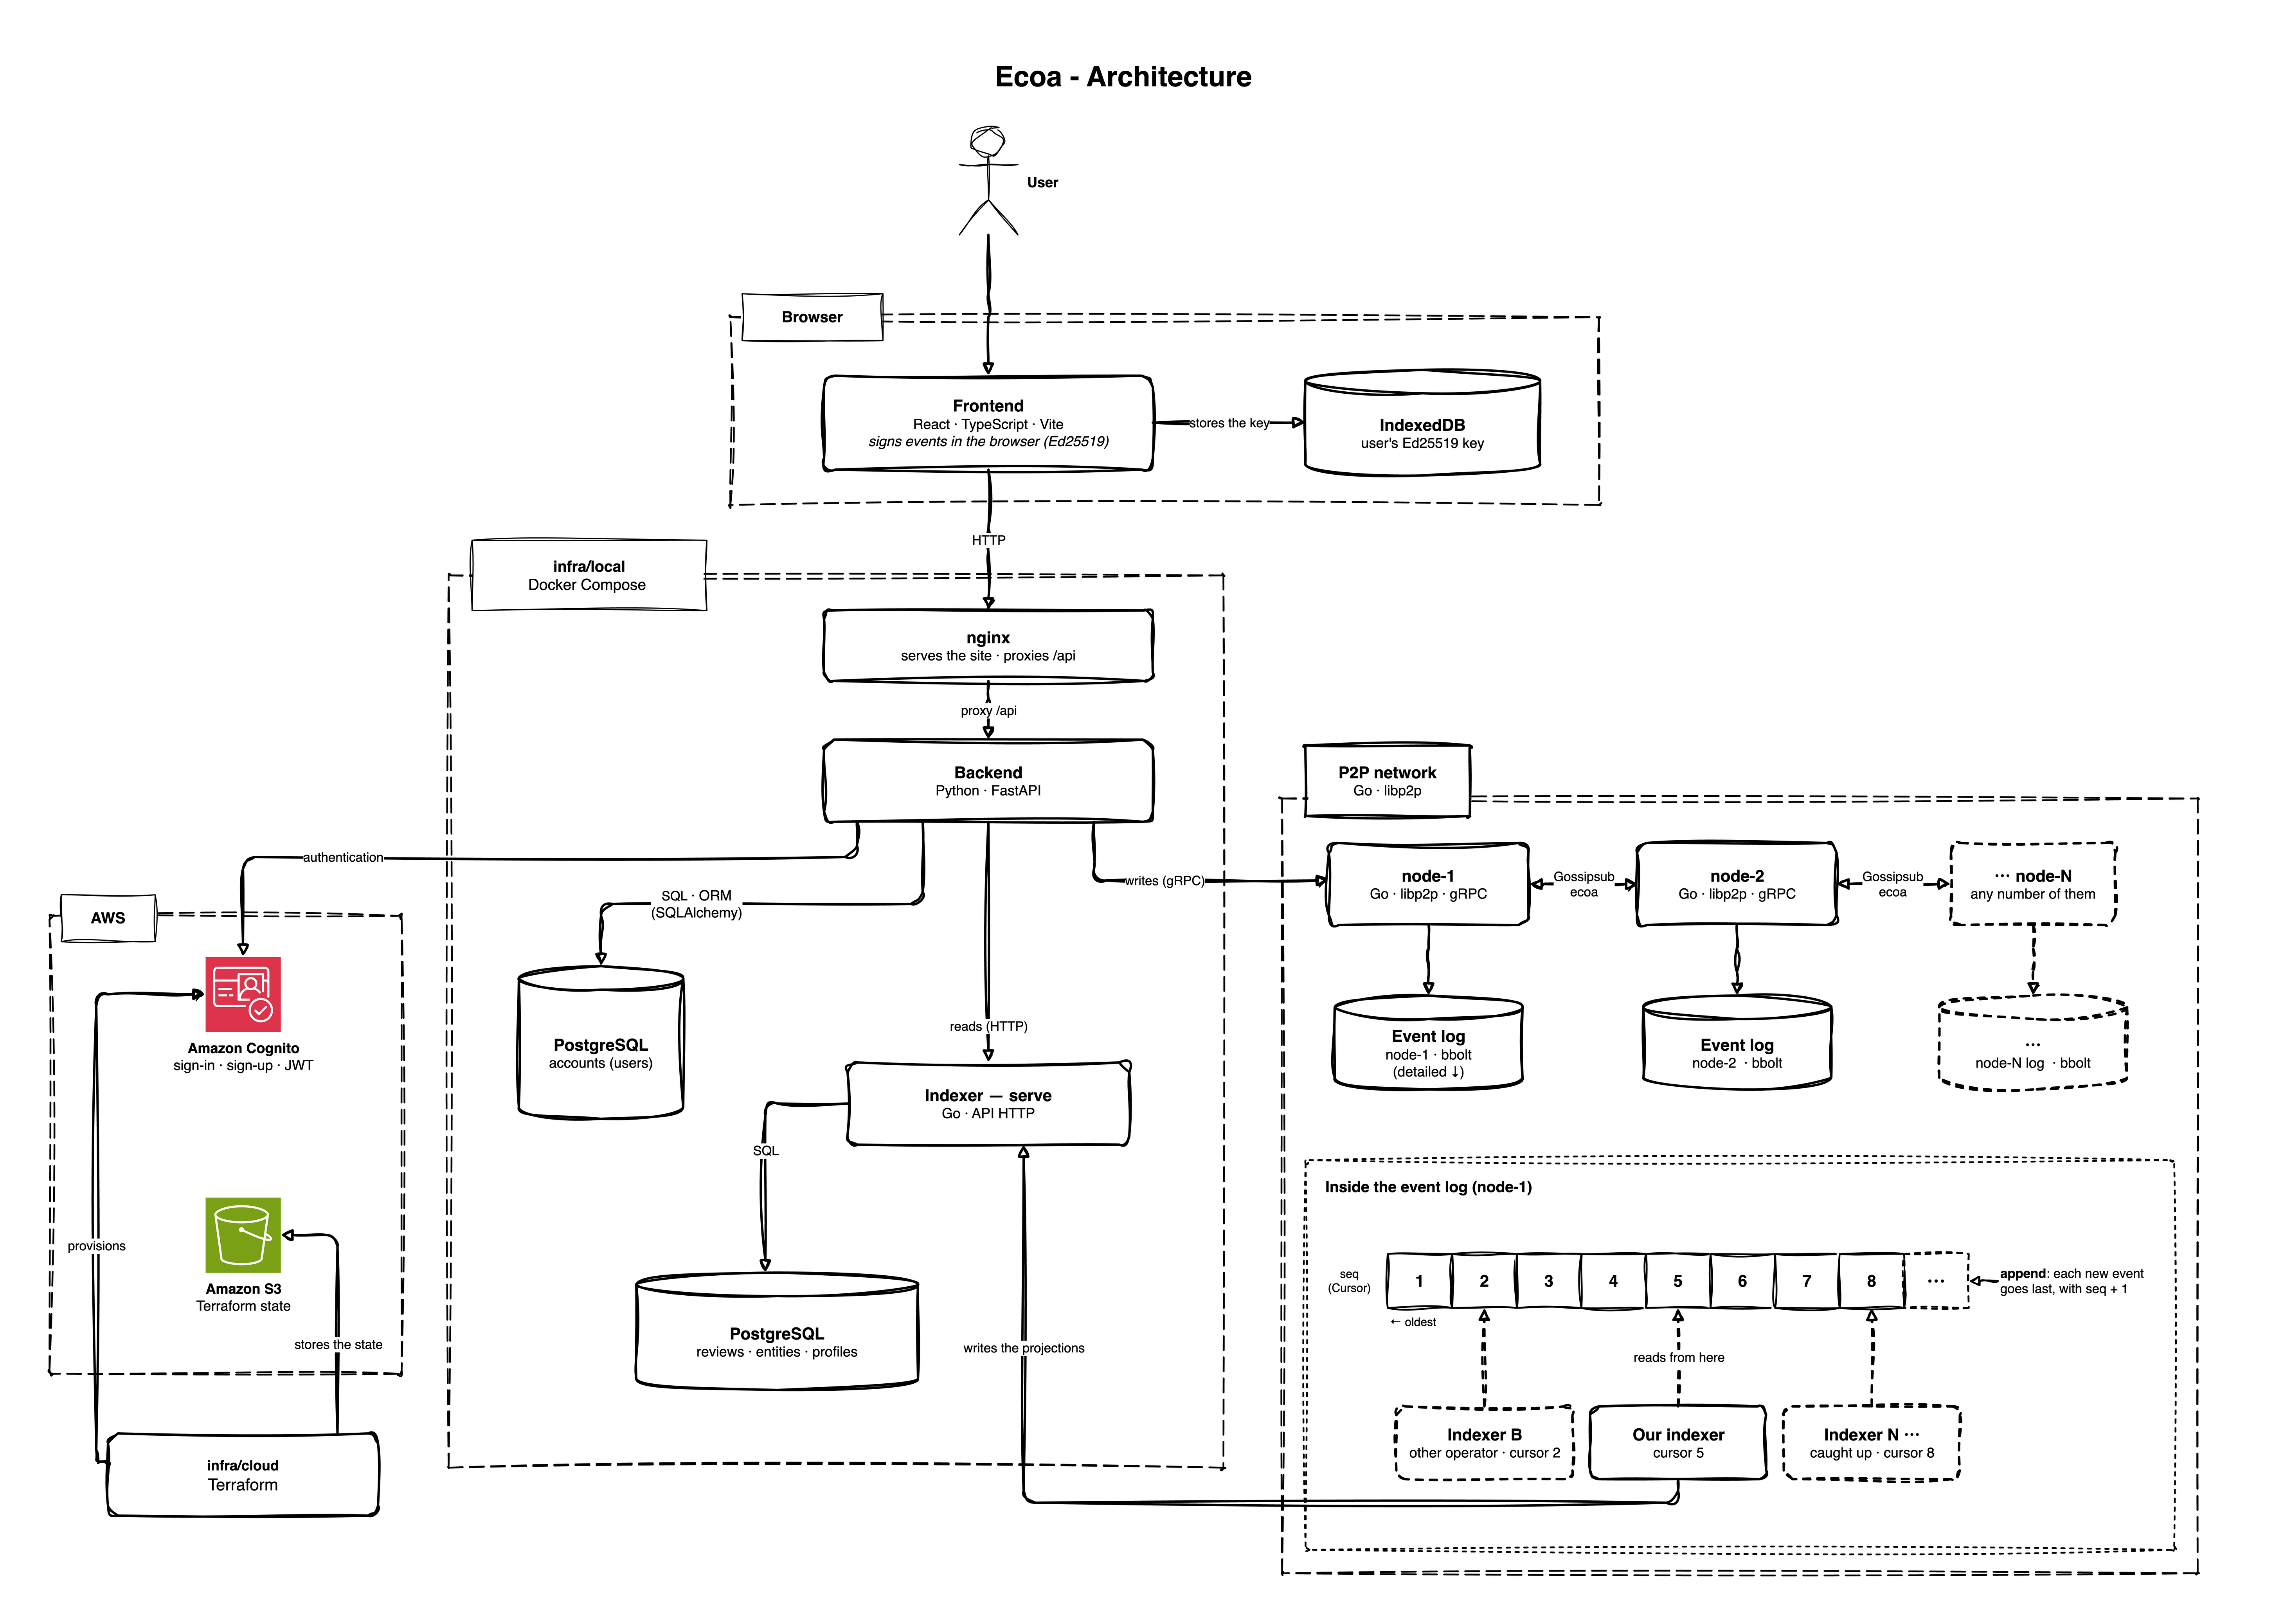 Ecoa - Architecture
User
Browser
Frontend
React · TypeScript · Vite
signs events in the browser (Ed25519)
stores the key
IndexedDB
user's Ed25519 key
HTTP
infra/local
Docker Compose
nginx
serves the site · proxies /api
proxy /api
Backend
Python · FastAPI
P2P network
Go · libp2p
authentication
writes (gRPC)
node-1
Go · libp2p · gRPC
Gossipsub
ecoa
node-2
Go · libp2p · gRPC
Gossipsub
ecoa
··· node-N
any number of them
SQL · ORM
(SQLAlchemy)
AWS
Amazon Cognito
sign-in · sign-up · JWT
PostgreSQL
accounts (users)
reads (HTTP)
Event log
node-1 · bbolt
(detailed ↓)
Event log
node-2 · bbolt
...
node-N log · bbolt
Indexer — serve
Go · API HTTP
SQL
Inside the event log (node-1)
provisions
Amazon S3
Terraform state
stores the state
seq
(Cursor)
1
2
3
4
5
6
7
8
...
append: each new event
goes last, with seq + 1
← oldest
PostgreSQL
reviews · entities · profiles
writes the projections
reads from here
Indexer B
other operator · cursor 2
Our indexer
cursor 5
Indexer N ···
caught up · cursor 8
infra/cloud
Terraform